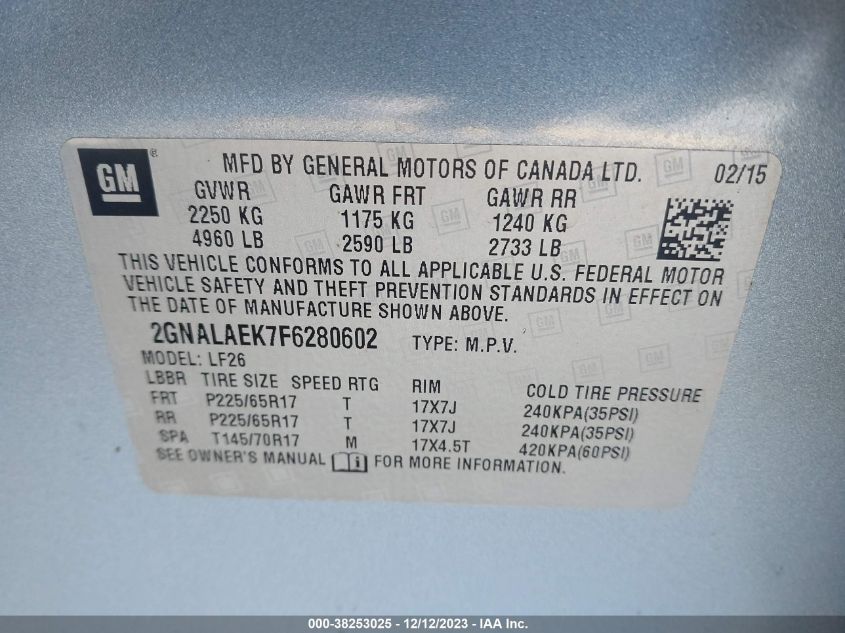 GM ® MFD BY GENERAL MOTORS OF CANADA LTD. 02/15
GVWR GAWR FRT GAWR RR
2250 KG 1175 KG 1240 KG
4960 LB 2590 LB 2733 LB
THIS VEHICLE CONFORMS TO ALL APPLICABLE U.S. FEDERAL MOTOR
VEHICLE SAFETY AND THEFT PREVENTION STANDARDS IN EFFECT ON
THE DATE OF MANUFACTURE SHOWN ABOVE.
2GNALAEK7F6280602 TYPE: M.P.V.
MODEL: LF26
LBBR TIRE SIZE SPEED RTG RIM COLD TIRE PRESSURE
FRT P225/65R17 T 17X7J 240KPA(35PSI)
RR P225/65R17 T 17X7J 240KPA(35PSI)
SPA T145/70R17 M 17X4.5T 420KPA(60PSI)
SEE OWNER'S MANUAL FOR MORE INFORMATION.
000-38253025 - 12/12/2023 - IAA Inc.